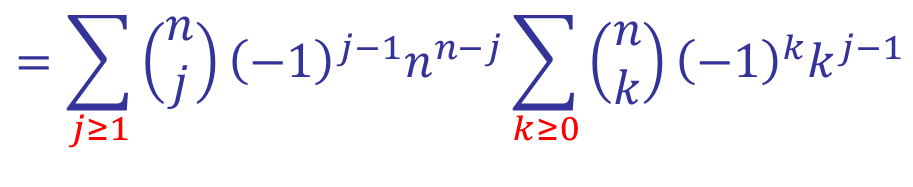 $= \sum_{j \geq 1} \binom{n}{j} (-1)^{j-1} n^{n-j} \sum_{k \geq 0} \binom{n}{k} (-1)^k k^{j-1}$